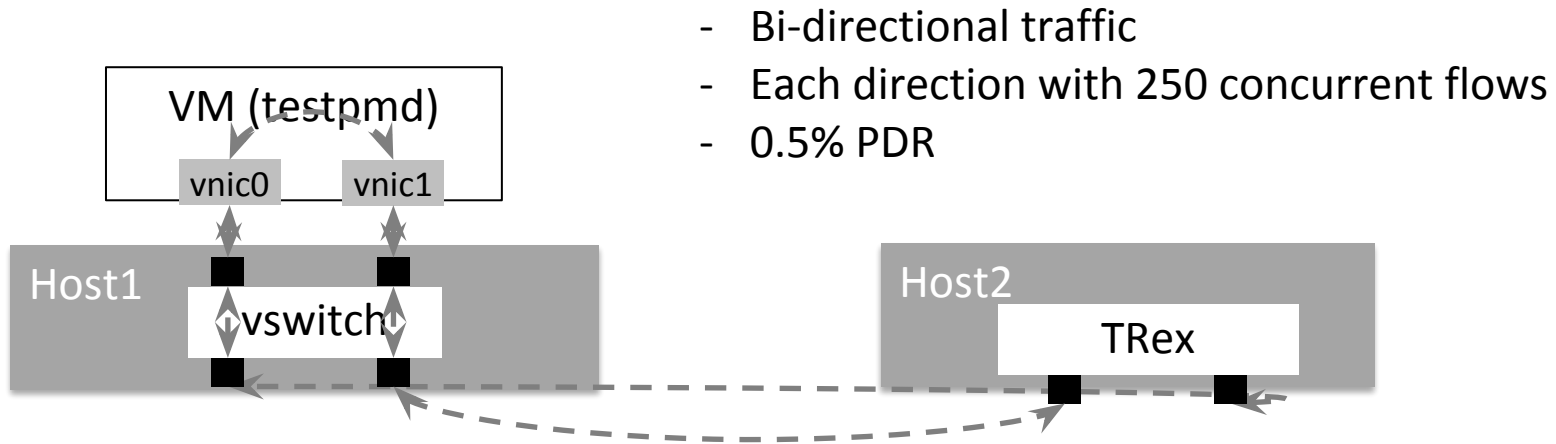 - Bi-directional traffic
- Each direction with 250 concurrent flows
- 0.5% PDR
VM (testpmd)
vnic0 vnic1
Host1
vswitch
Host2
TRex